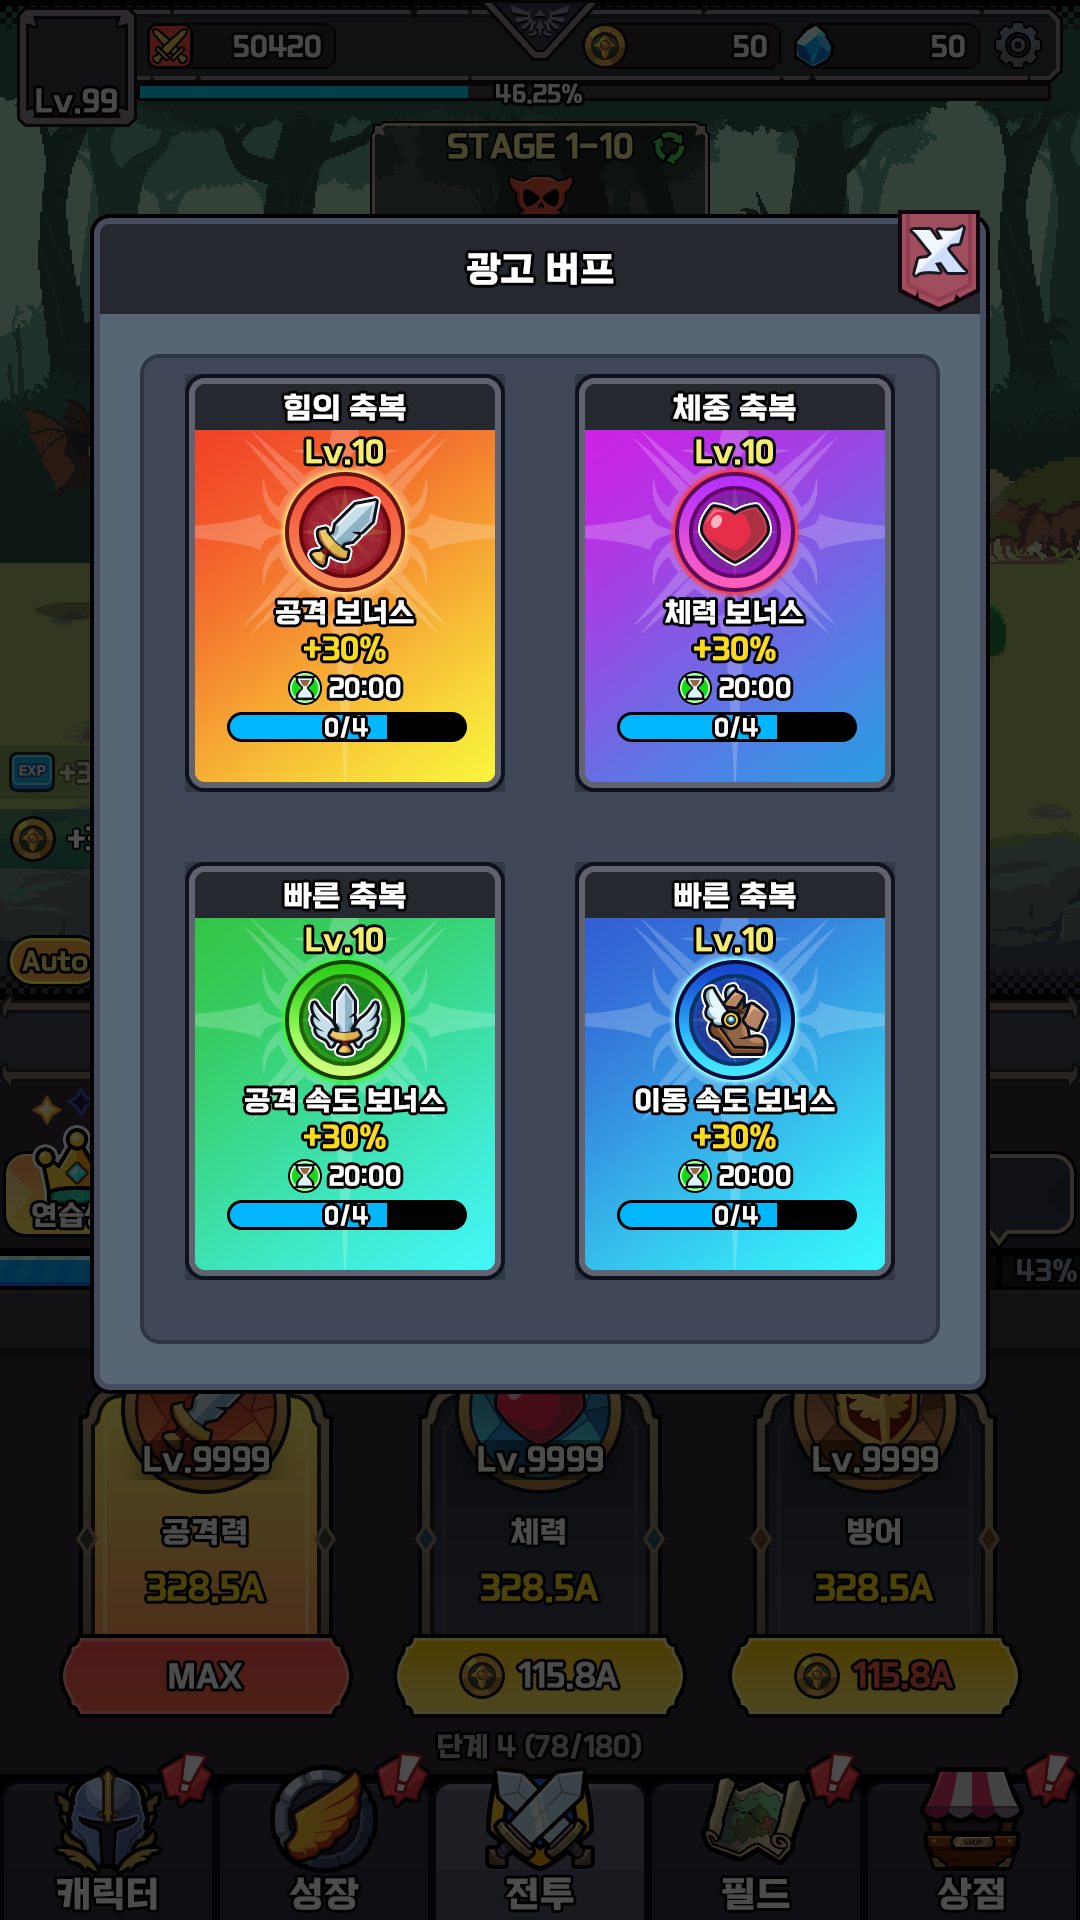 50420
50
50
Lv.99
46.25%
STAGE 1-10
광고 버프
X
힘의 축복
Lv.10
공격 보너스
+30%
20:00
0/4
체중 축복
Lv.10
체력 보너스
+30%
20:00
0/4
EXP
빠른 축복
Lv.10
공격 속도 보너스
+30%
20:00
0/4
빠른 축복
Lv.10
이동 속도 보너스
+30%
20:00
0/4
Auto
43%
Lv.9999
공격력
328.5A
MAX
Lv.9999
체력
328.5A
115.8A
Lv.9999
방어
328.5A
115.8A
단계 4 (78/180)
캐릭터
성장
전투
필드
SHOP
상점